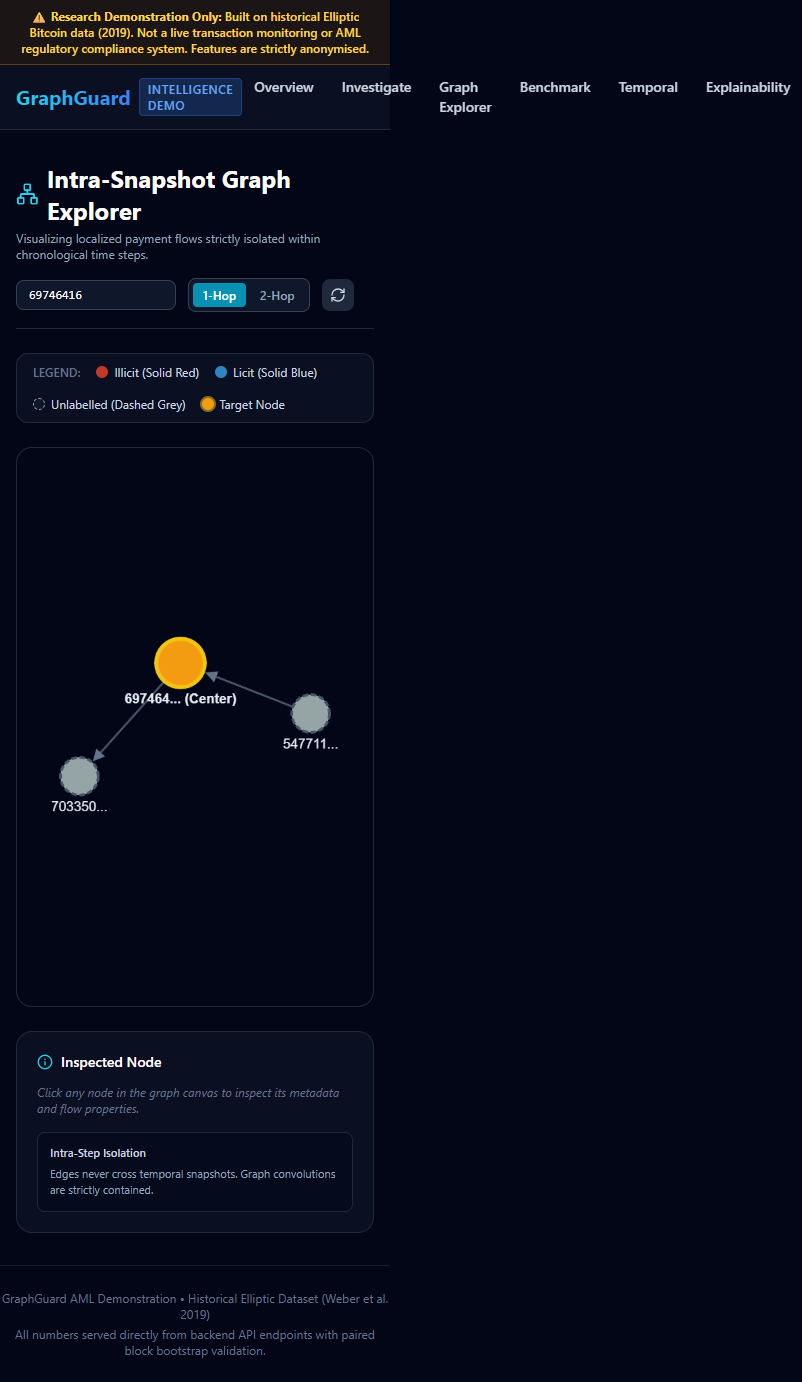 ⚠ Research Demonstration Only: Built on historical Elliptic
Bitcoin data (2019). Not a live transaction monitoring or AML
regulatory compliance system. Features are strictly anonymised.
GraphGuard INTELLIGENCE DEMO Overview Investigate Graph Explorer Benchmark Temporal Explainability
Intra-Snapshot Graph
Explorer
Visualizing localized payment flows strictly isolated within
chronological time steps.
69746416 1-Hop 2-Hop
LEGEND: Illicit (Solid Red) Licit (Solid Blue)
Unlabelled (Dashed Grey) Target Node
697464... (Center)
547711...
703350...
Inspected Node
Click any node in the graph canvas to inspect its metadata
and flow properties.
Intra-Step Isolation
Edges never cross temporal snapshots. Graph convolutions
are strictly contained.
GraphGuard AML Demonstration • Historical Elliptic Dataset (Weber et al.
2019)
All numbers served directly from backend API endpoints with paired
block bootstrap validation.